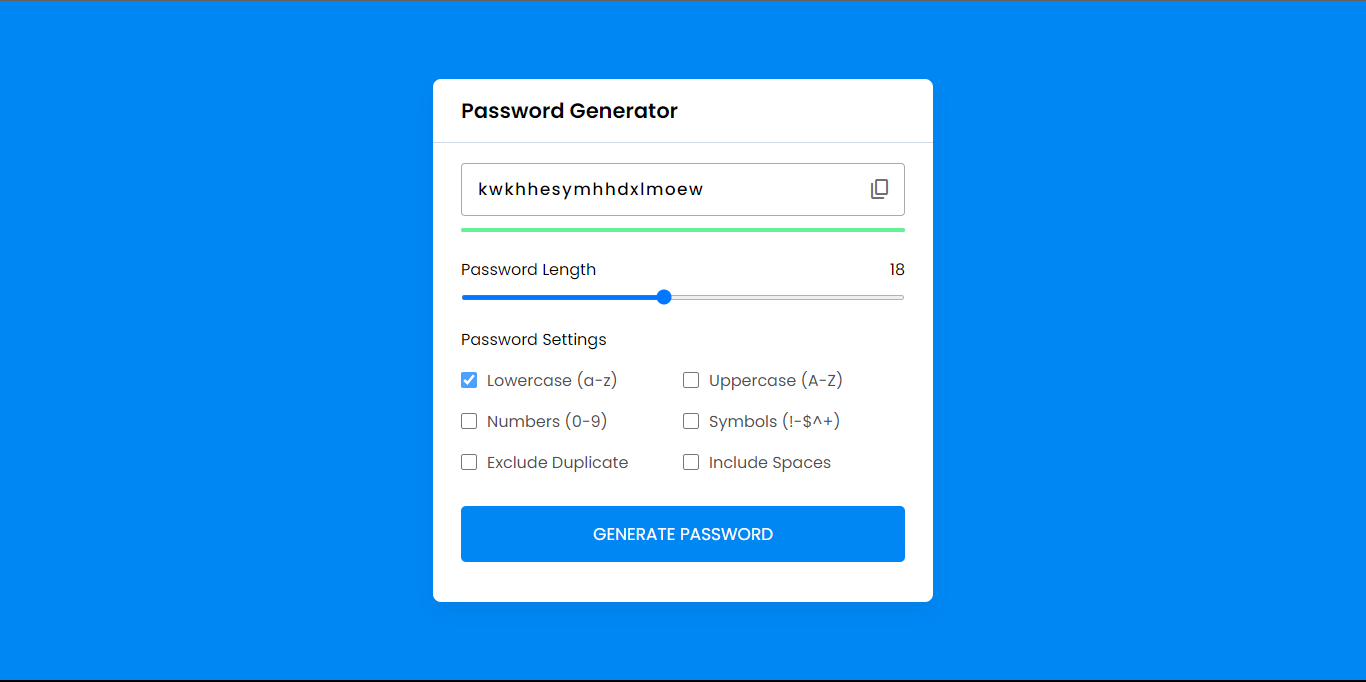 Password Generator
kwkhhesymhhdxlmoew
Password Length 18
Password Settings
Lowercase (a-z) Uppercase (A-Z)
Numbers (0-9) Symbols (!-$^+)
Exclude Duplicate Include Spaces
GENERATE PASSWORD